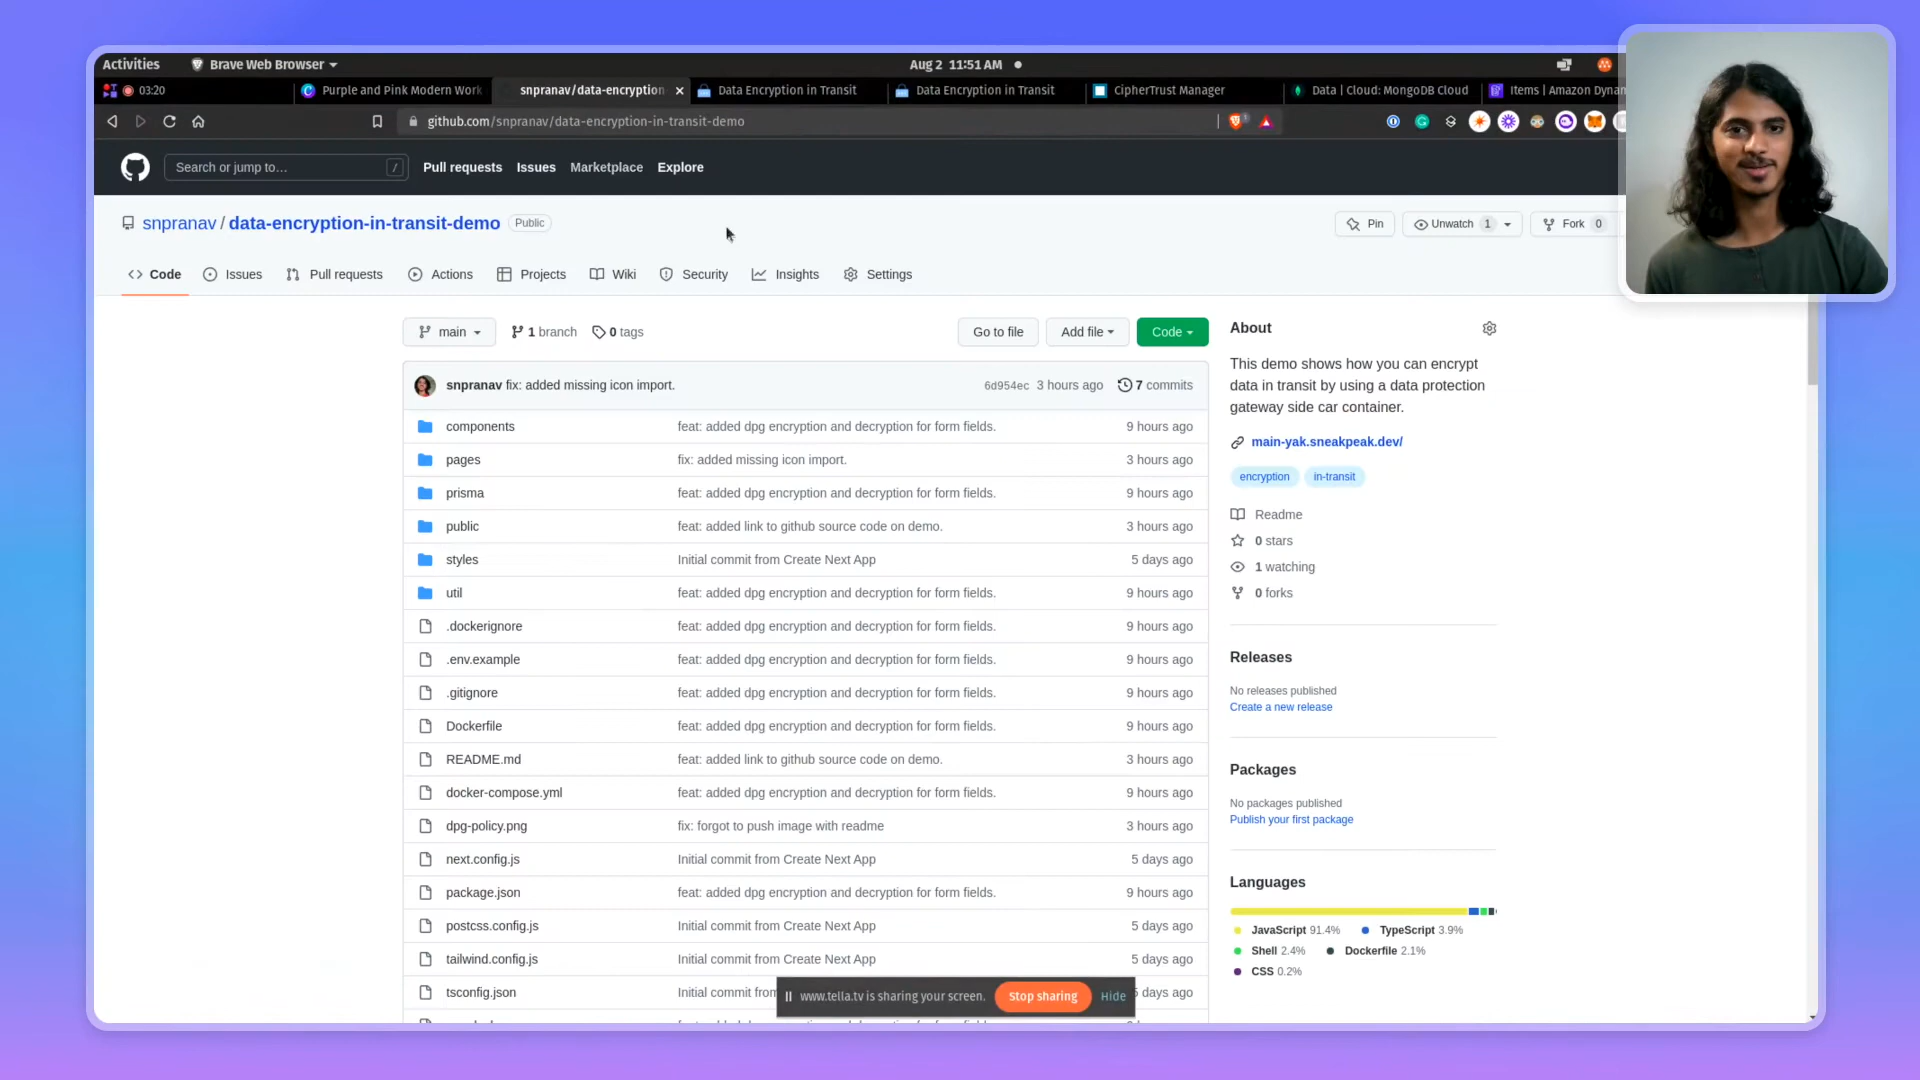 Activities Brave Web Browser Aug 2 11:51 AM
03:20 Purple and Pink Modern Work snpranav/data-encryption Data Encryption in Transit Data Encryption in Transit CipherTrust Manager Data | Cloud: MongoDB Cloud Items | Amazon Dynam
github.com/snpranav/data-encryption-in-transit-demo
Search or jump to… / Pull requests Issues Marketplace Explore
snpranav / data-encryption-in-transit-demo Public Pin Unwatch 1 Fork 0
Code Issues Pull requests Actions Projects Wiki Security Insights Settings
main 1 branch 0 tags Go to file Add file Code
snpranav fix: added missing icon import. 6d954ec 3 hours ago 7 commits
components feat: added dpg encryption and decryption for form fields. 9 hours ago
pages fix: added missing icon import. 3 hours ago
prisma feat: added dpg encryption and decryption for form fields. 9 hours ago
public feat: added link to github source code on demo. 3 hours ago
styles Initial commit from Create Next App 5 days ago
util feat: added dpg encryption and decryption for form fields. 9 hours ago
.dockerignore feat: added dpg encryption and decryption for form fields. 9 hours ago
.env.example feat: added dpg encryption and decryption for form fields. 9 hours ago
.gitignore feat: added dpg encryption and decryption for form fields. 9 hours ago
Dockerfile feat: added dpg encryption and decryption for form fields. 9 hours ago
README.md feat: added link to github source code on demo. 3 hours ago
docker-compose.yml feat: added dpg encryption and decryption for form fields. 9 hours ago
dpg-policy.png fix: forgot to push image with readme 3 hours ago
next.config.js Initial commit from Create Next App 5 days ago
package.json feat: added dpg encryption and decryption for form fields. 9 hours ago
postcss.config.js Initial commit from Create Next App 5 days ago
tailwind.config.js Initial commit from Create Next App 5 days ago
tsconfig.json Initial commit from days ago
www.tella.tv is sharing your screen. Stop sharing Hide
About
This demo shows how you can encrypt
data in transit by using a data protection
gateway side car container.
main-yak.sneakpeak.dev/
encryption in-transit
Readme
0 stars
1 watching
0 forks
Releases
No releases published
Create a new release
Packages
No packages published
Publish your first package
Languages
JavaScript 91.4% TypeScript 3.9%
Shell 2.4% Dockerfile 2.1%
CSS 0.2%